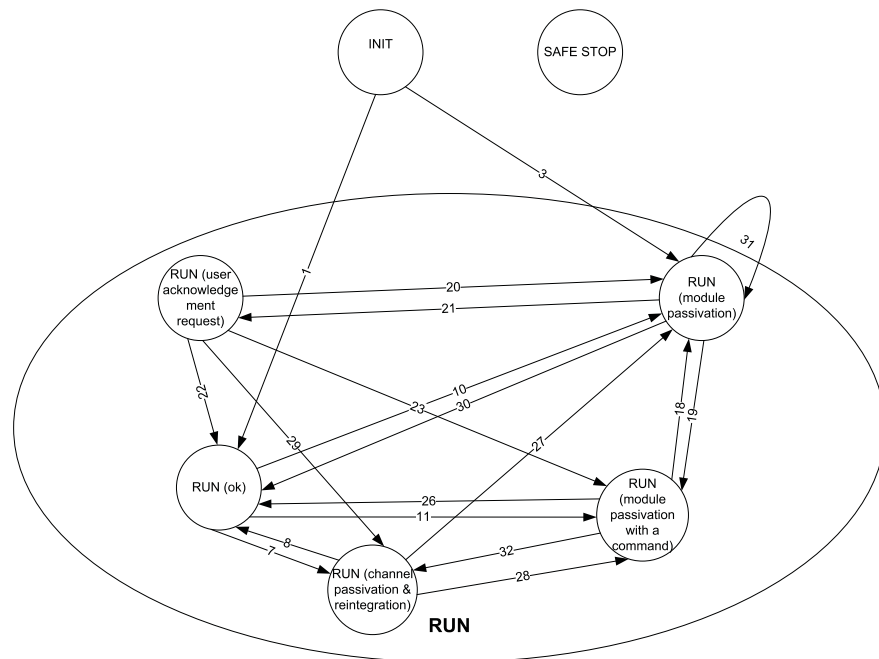 INIT
SAFE STOP
3
31
1
RUN (user
acknowledge
ment
request)
20
21
RUN
(module
passivation)
22
10
23
30
18
19
29
27
RUN (ok)
26
11
RUN
(module
passivation
with a
command)
8
7
32
28
RUN (channel
passivation &
reintegration)
RUN